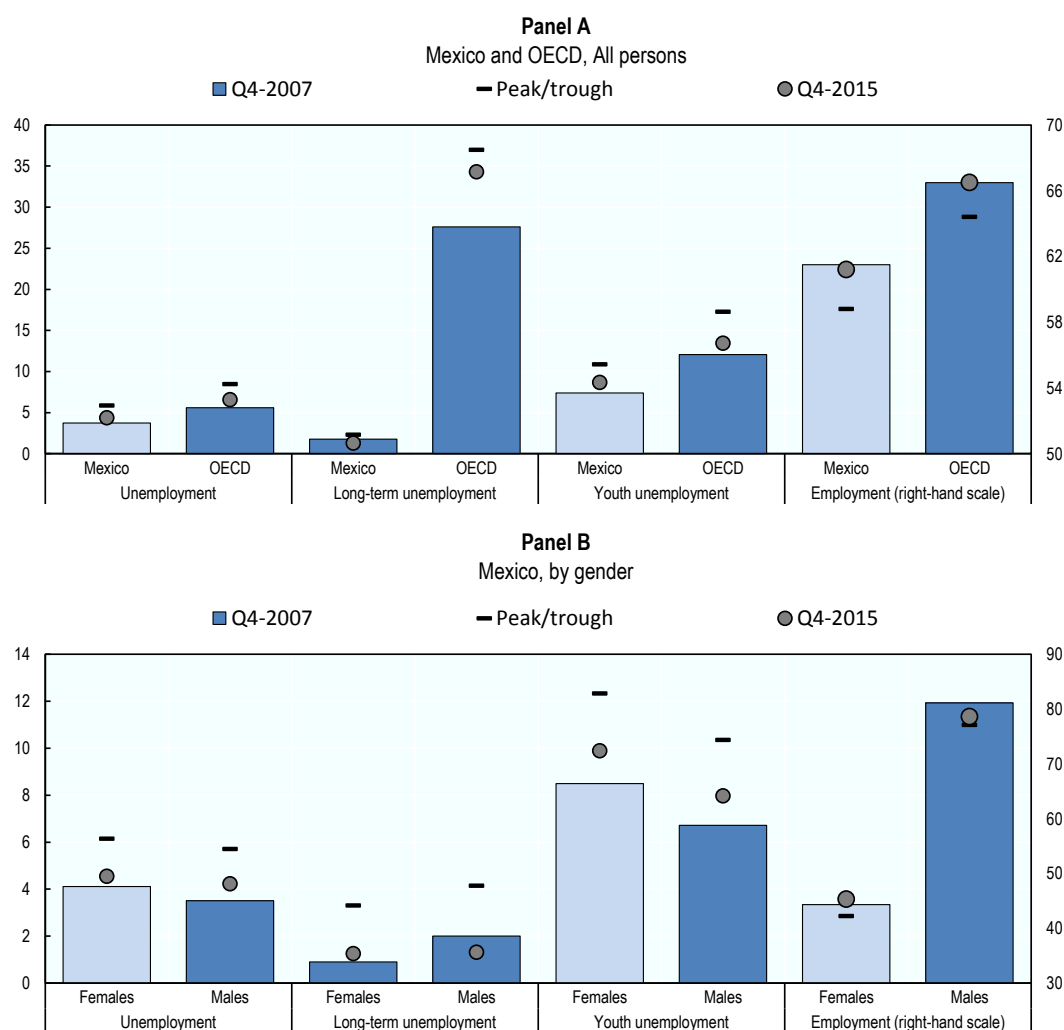 Panel A
Mexico and OECD, All persons
Q4-2007 Peak/trough Q4-2015
40 70
35
66
30
25 62
20
58
15
10 54
5
0 50
Mexico OECD Mexico OECD Mexico OECD Mexico OECD
Unemployment Long-term unemployment Youth unemployment Employment (right-hand scale)
Panel B
Mexico, by gender
Q4-2007 Peak/trough Q4-2015
14 90
12 80
10 70
8
60
6
50
4
2 40
0 30
Females Males Females Males Females Males Females Males
Unemployment Long-term unemployment Youth unemployment Employment (right-hand scale)